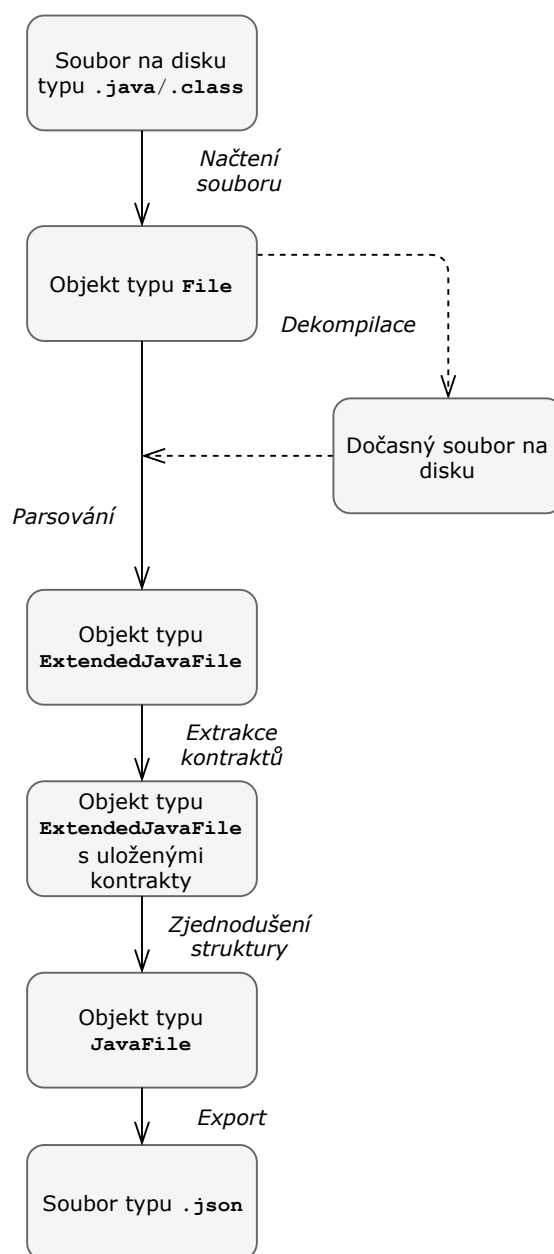 Soubor na disku
typu .java/.class
Načtení
souboru
Objekt typu File
Dekompilace
Dočasný soubor na
disku
Parsování
Objekt typu
ExtendedJavaFile
Extrakce
kontraktů
Objekt typu
ExtendedJavaFile
s uloženými
kontrakty
Zjednodušení
struktury
Objekt typu
JavaFile
Export
Soubor typu .json